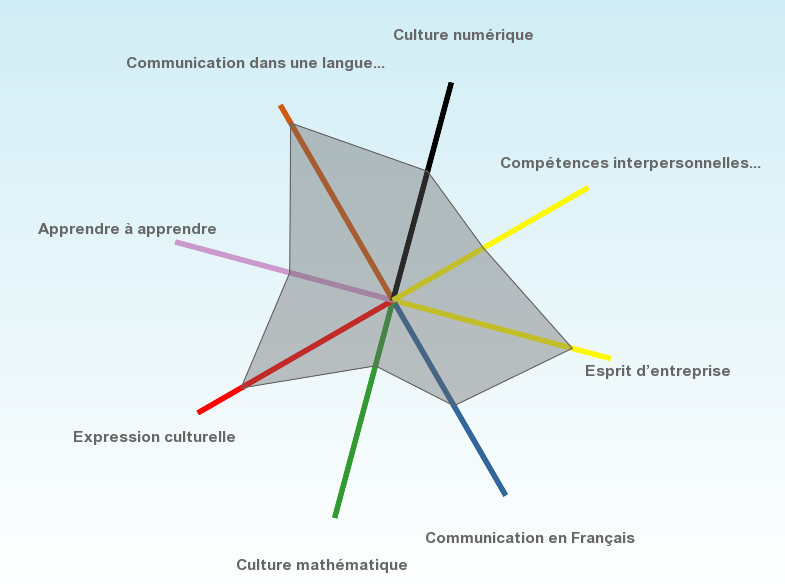 Culture numérique
Communication dans une langue...
Compétences interpersonnelles...
Apprendre à apprendre
Esprit d’entreprise
Expression culturelle
Communication en Français
Culture mathématique